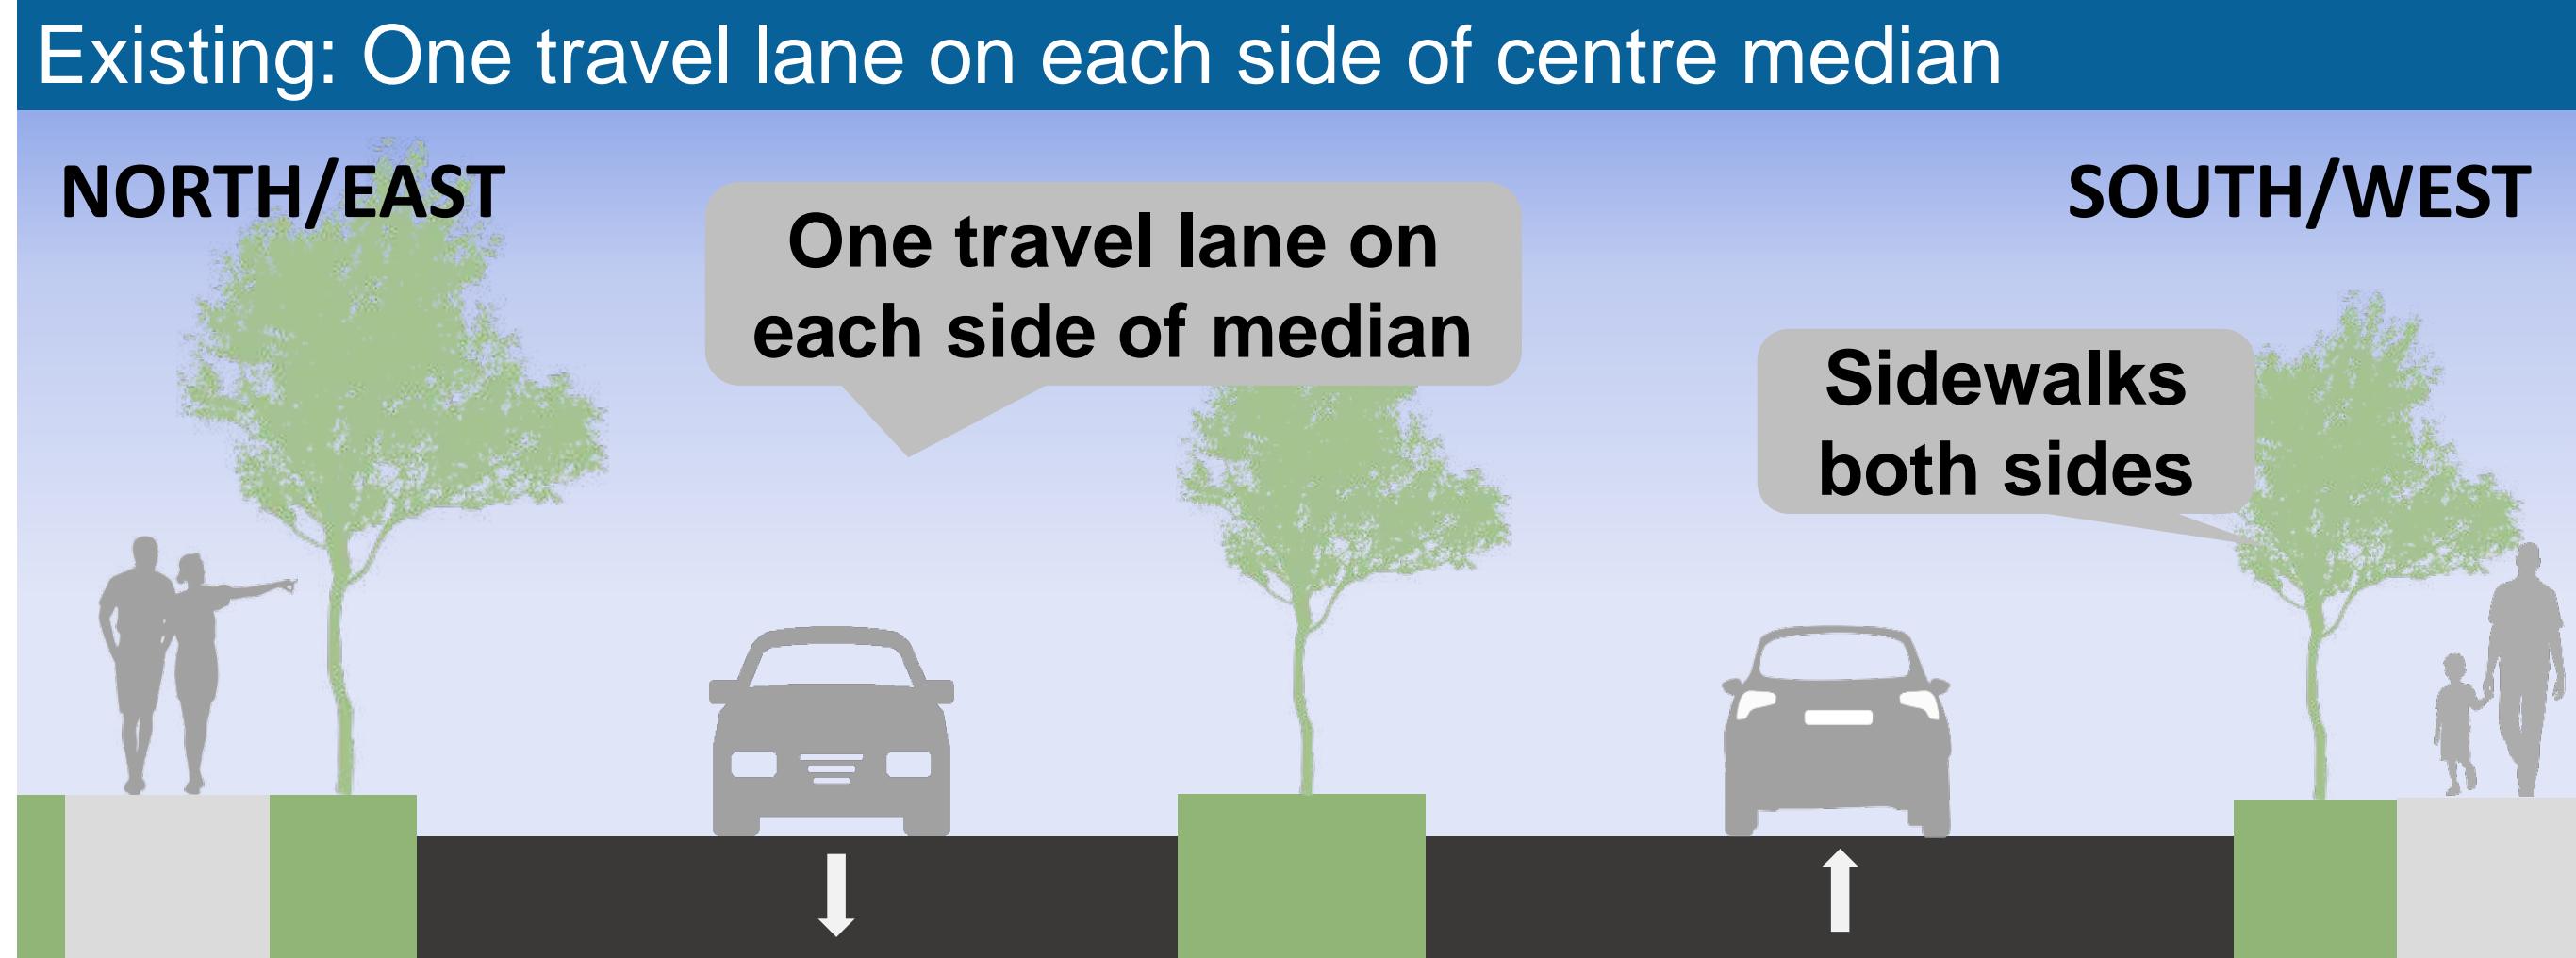 Existing: One travel lane on each side of centre median
NORTH/EAST
SOUTH/WEST
One travel lane on
each side of median
Sidewalks
both sides